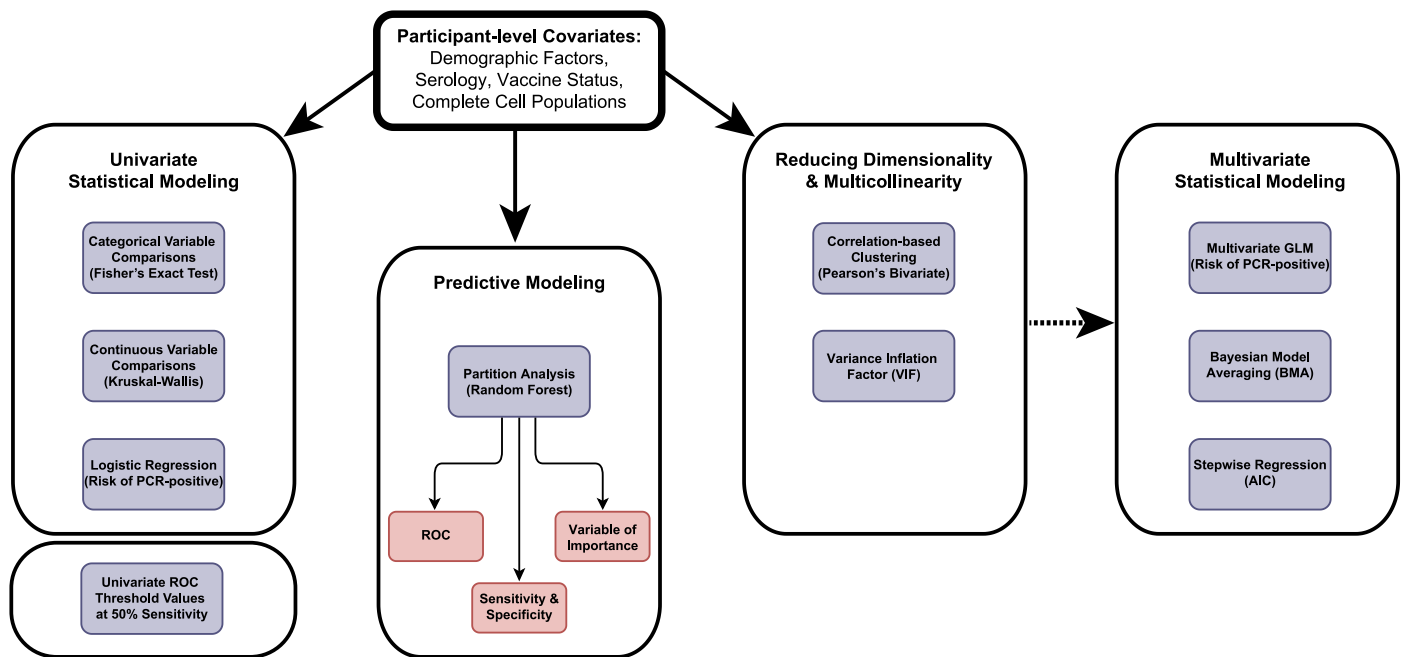 Participant-level Covariates:
Demographic Factors,
Serology, Vaccine Status,
Complete Cell Populations
Univariate
Statistical Modeling
Categorical Variable
Comparisons
(Fisher's Exact Test)
Continuous Variable
Comparisons
(Kruskal-Wallis)
Logistic Regression
(Risk of PCR-positive)
Univariate ROC
Threshold Values
at 50% Sensitivity
Predictive Modeling
Partition Analysis
(Random Forest)
ROC
Variable of
Importance
Sensitivity &
Specificity
Reducing Dimensionality
& Multicollinearity
Correlation-based
Clustering
(Pearson's Bivariate)
Variance Inflation
Factor (VIF)
Multivariate
Statistical Modeling
Multivariate GLM
(Risk of PCR-positive)
Bayesian Model
Averaging (BMA)
Stepwise Regression
(AIC)